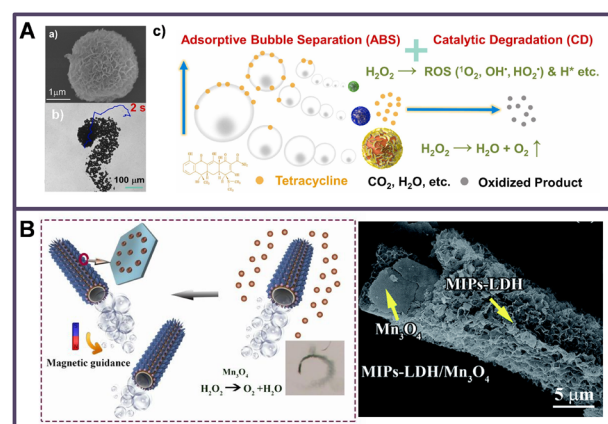 A
a)
1μm
b)
2 s
100 μm
c)
Adsorptive Bubble Separation (ABS) + Catalytic Degradation (CD)
H₂O₂ → ROS (¹O₂, OH•, HO₂•) & H* etc.
H₂O₂ → H₂O + O₂ ↑
Tetracycline
CO₂, H₂O, etc.
Oxidized Product
B
Magnetic guidance
Mn₃O₄
H₂O₂ → O₂ +H₂O
MIPs-LDH
Mn₃O₄
MIPs-LDH/Mn₃O₄
5 μm